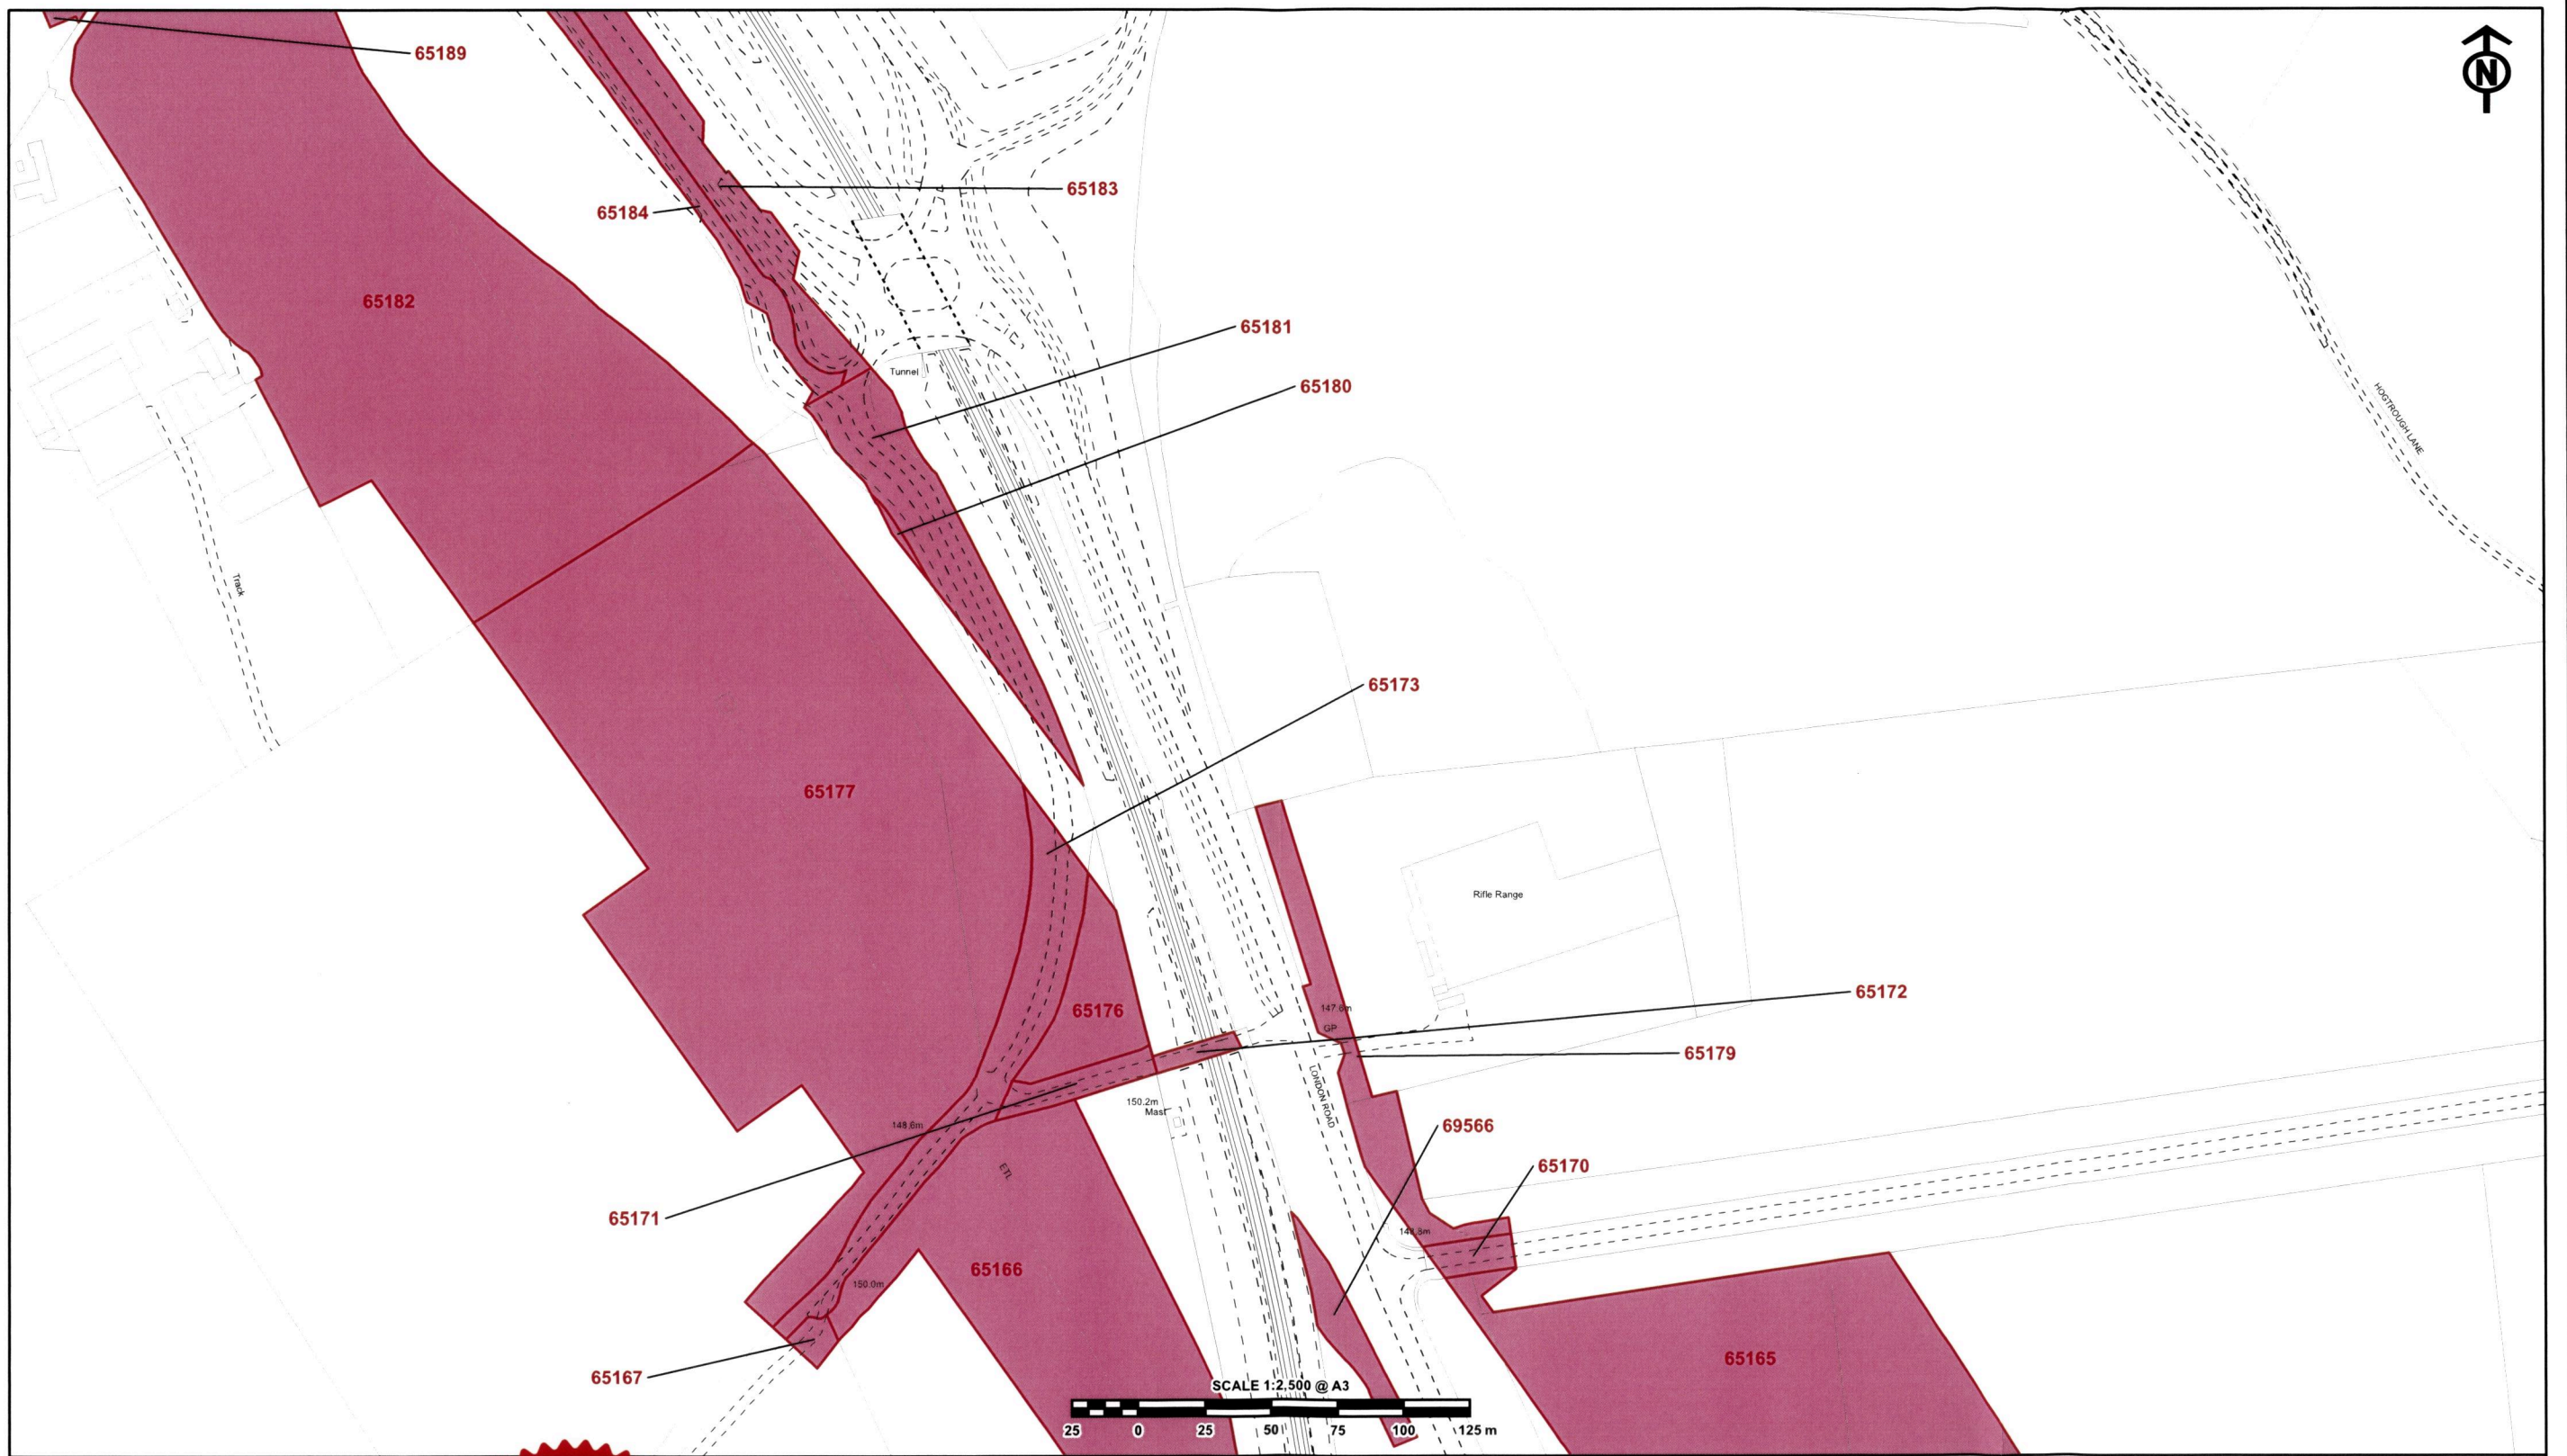 65189
N
65183
65184
65182
65181
Tunnel
65180
HOGTROUGH LANE
Track
65173
65177
Rifle Range
65172
147.6m
GP
65176
65179
LONDON ROAD
150.2m
Mast
69566
148.6m
65170
ETL
65171
65166
150.0m
65165
65167
SCALE 1:2,500 @ A3
25 0 25 50 75 100 125 m